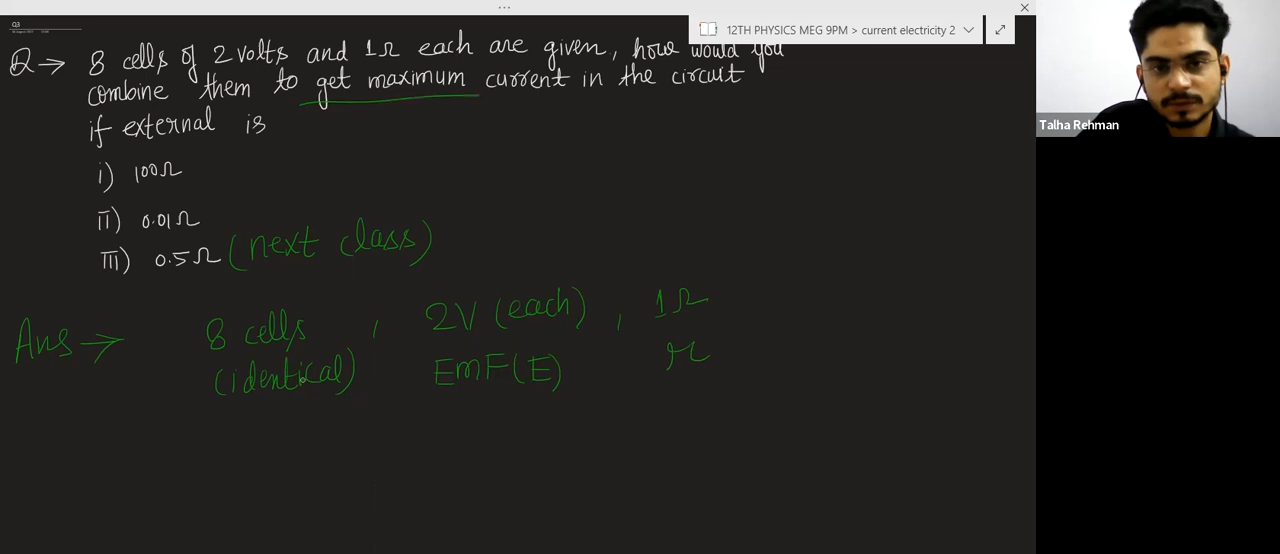 Q3
12TH PHYSICS MEG 9PM > current electricity 2
Talha Rehman
Q → 8 cells of 2 volts and 1Ω each are given, how would you
combine them to get maximum current in the circuit
if external is
i) 100Ω
II) 0.01Ω
III) 0.5Ω (next class)
Ans → 8 cells , 2V (each) , 1Ω
(identical) EmF(E) r